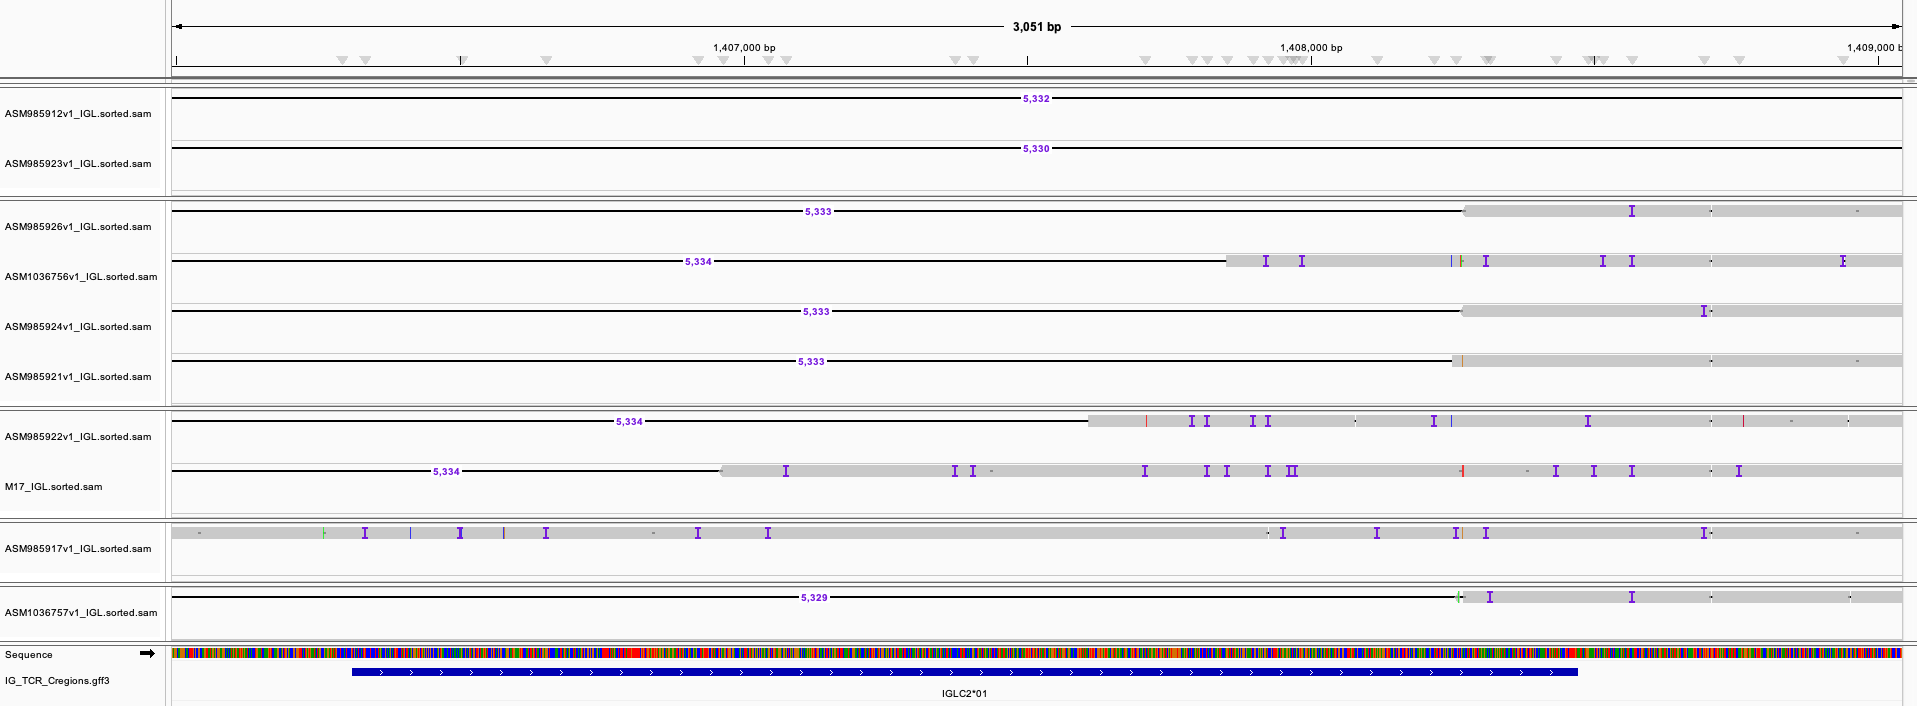 3,051 bp
1,407,000 bp
1,408,000 bp
1,409,000 b
5,332
ASM985912v1_IGL.sorted.sam
5,330
ASM985923v1_IGL.sorted.sam
5,333
ASM985926v1_IGL.sorted.sam
5,334
ASM1036756v1_IGL.sorted.sam
5,333
ASM985924v1_IGL.sorted.sam
5,333
ASM985921v1_IGL.sorted.sam
5,334
ASM985922v1_IGL.sorted.sam
5,334
M17_IGL.sorted.sam
ASM985917v1_IGL.sorted.sam
5,329
ASM1036757v1_IGL.sorted.sam
Sequence
IG_TCR_Cregions.gff3
IGLC2*01